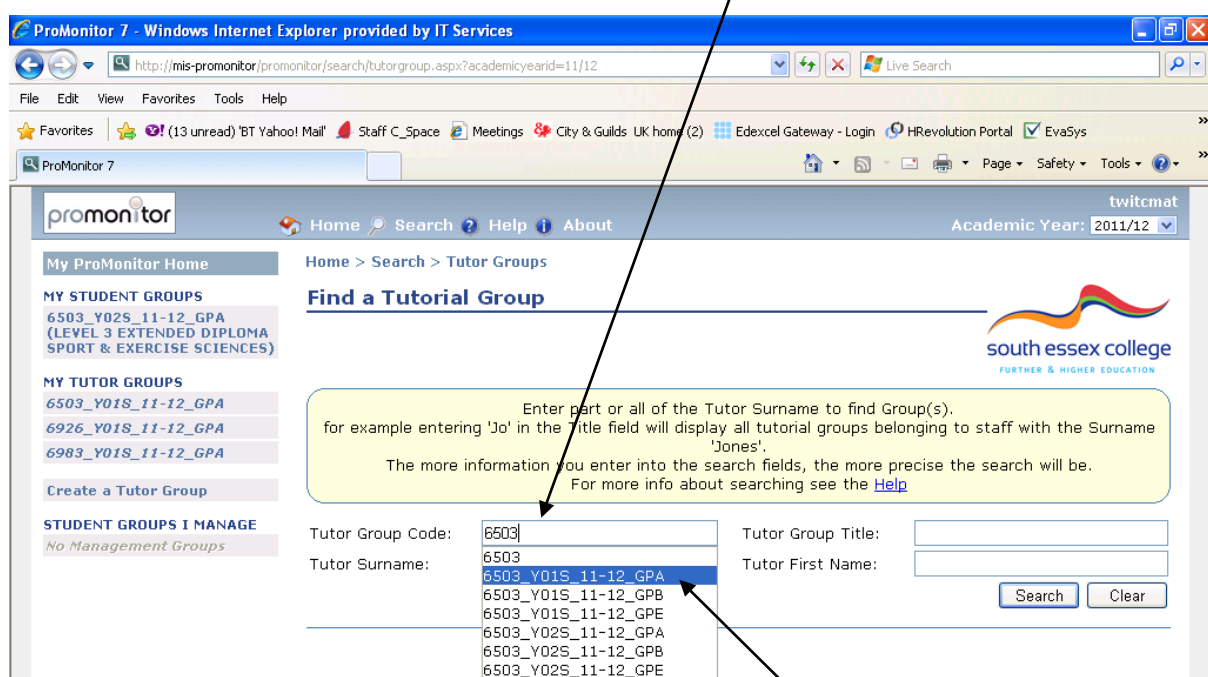 ProMonitor 7 - Windows Internet Explorer provided by IT Services
http://mis-promonitor/promonitor/search/tutorgroup.aspx?academicyearid=11/12
Live Search
File Edit View Favorites Tools Help
Favorites (13 unread) 'BT Yahoo! Mail' Staff C_Space Meetings City & Guilds UK home (2) Edexcel Gateway - Login HRevolution Portal EvaSys »
ProMonitor 7 Page Safety Tools »
promonitor
twitcmat
Home Search Help About
Academic Year: 2011/12
My ProMonitor Home
MY STUDENT GROUPS
6503_Y02S_11-12_GPA
(LEVEL 3 EXTENDED DIPLOMA
SPORT & EXERCISE SCIENCES)
MY TUTOR GROUPS
6503_Y01S_11-12_GPA
6926_Y01S_11-12_GPA
6983_Y01S_11-12_GPA
Create a Tutor Group
STUDENT GROUPS I MANAGE
No Management Groups
Home > Search > Tutor Groups
Find a Tutorial Group
south essex college
FURTHER & HIGHER EDUCATION
Enter part or all of the Tutor Surname to find Group(s).
for example entering 'Jo' in the Title field will display all tutorial groups belonging to staff with the Surname
'Jones'.
The more information you enter into the search fields, the more precise the search will be.
For more info about searching see the Help
Tutor Group Code: 6503 Tutor Group Title:
Tutor Surname: Tutor First Name:
6503
6503_Y01S_11-12_GPA
6503_Y01S_11-12_GPB
6503_Y01S_11-12_GPE
6503_Y02S_11-12_GPA
6503_Y02S_11-12_GPB
6503_Y02S_11-12_GPE
Search Clear